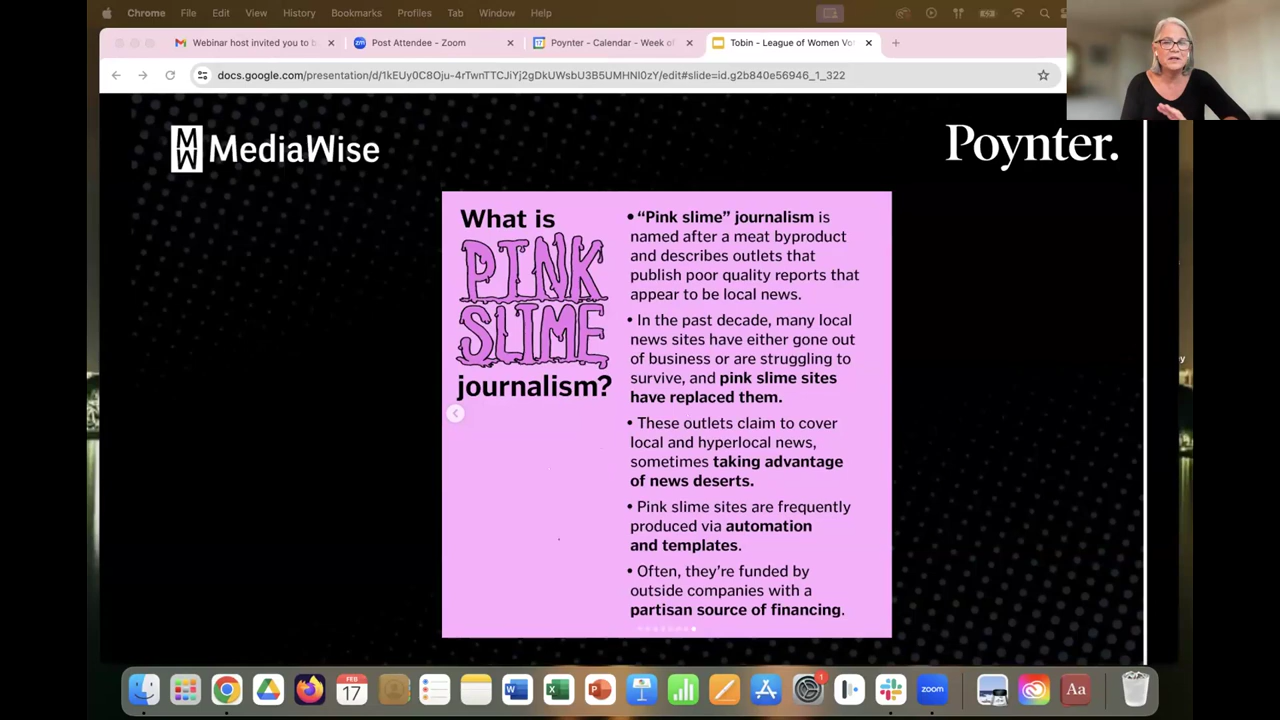 Chrome File Edit View History Bookmarks Profiles Tab Window Help
Webinar host invited you to b
Post Attendee - Zoom
Poynter - Calendar - Week of
Tobin - League of Women Vo
docs.google.com/presentation/d/1kEUy0C8Oju-4rTwnTTCJiYj2gDkUWsbU3B5UMHNl0zY/edit#slide=id.g2b840e56946_1_322
MW MediaWise
Poynter.
What is
PINK
SLIME
journalism?
• “Pink slime” journalism is
named after a meat byproduct
and describes outlets that
publish poor quality reports that
appear to be local news.
• In the past decade, many local
news sites have either gone out
of business or are struggling to
survive, and pink slime sites
have replaced them.
• These outlets claim to cover
local and hyperlocal news,
sometimes taking advantage
of news deserts.
• Pink slime sites are frequently
produced via automation
and templates.
• Often, they’re funded by
outside companies with a
partisan source of financing.
FEB
17
1
zoom
Aa